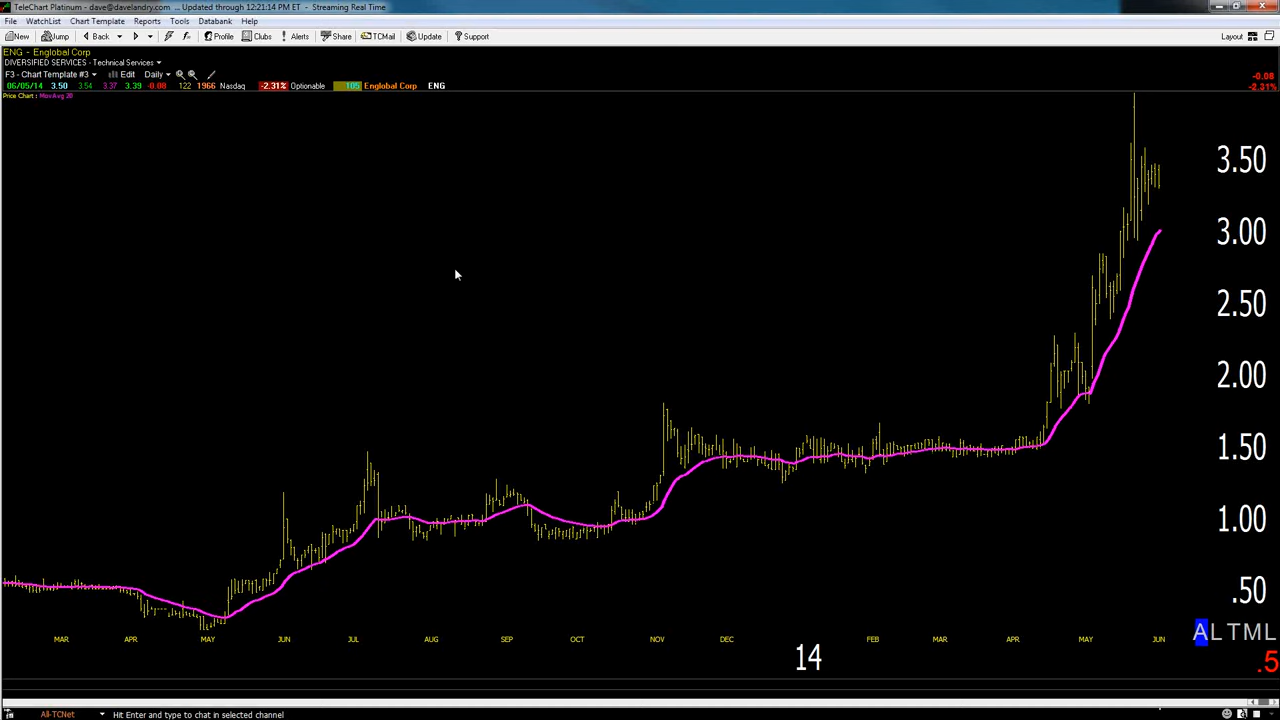 TeleChart Platinum - dave@davelandry.com ... Updated through 12:21:14 PM ET - Streaming Real Time
File WatchList Chart Template Reports Tools Databank Help
New Jump Back Profile Clubs Alerts Share TCMail Update Support Layout
ENG - Englobal Corp
DIVERSIFIED SERVICES - Technical Services
F3 - Chart Template #3 Edit Daily -0.08
06/05/14 3.50 3.54 3.37 3.39 -0.08 122 1966 Nasdaq -2.31% Optionable 105 Englobal Corp ENG -2.31%
Price Chart : MovAvg 20
3.50
3.00
2.50
2.00
1.50
1.00
.50
MAR APR MAY JUN JUL AUG SEP OCT NOV DEC FEB MAR APR MAY JUN
ALTML
14
.5
All-TCNet Hit Enter and type to chat in selected channel